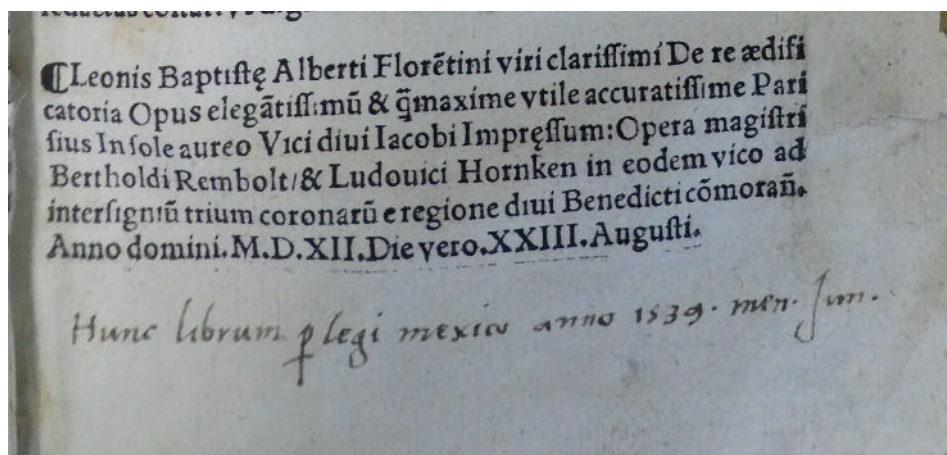 ⸿Leonis Baptiſtę Alberti Florẽtini viri clariſſimi De re ædifi
catoria Opus elegãtiſſimũ & q̃maxime vtile accuratiſſime Pari
ſius In ſole aureo Vici diui Iacobi Impręſſum: Opera magiſtri
Bertholdi Rembolt/& Ludouici Hornken in eodem vico ad
interſigniũ trium coronarũ e regione diui Benedicti cõmorañ.
Anno domini. M.D.XII. Die vero. XXIII. Auguſti.
Hunc librum ꝑlegi mexico anno 1539. men. Jun.